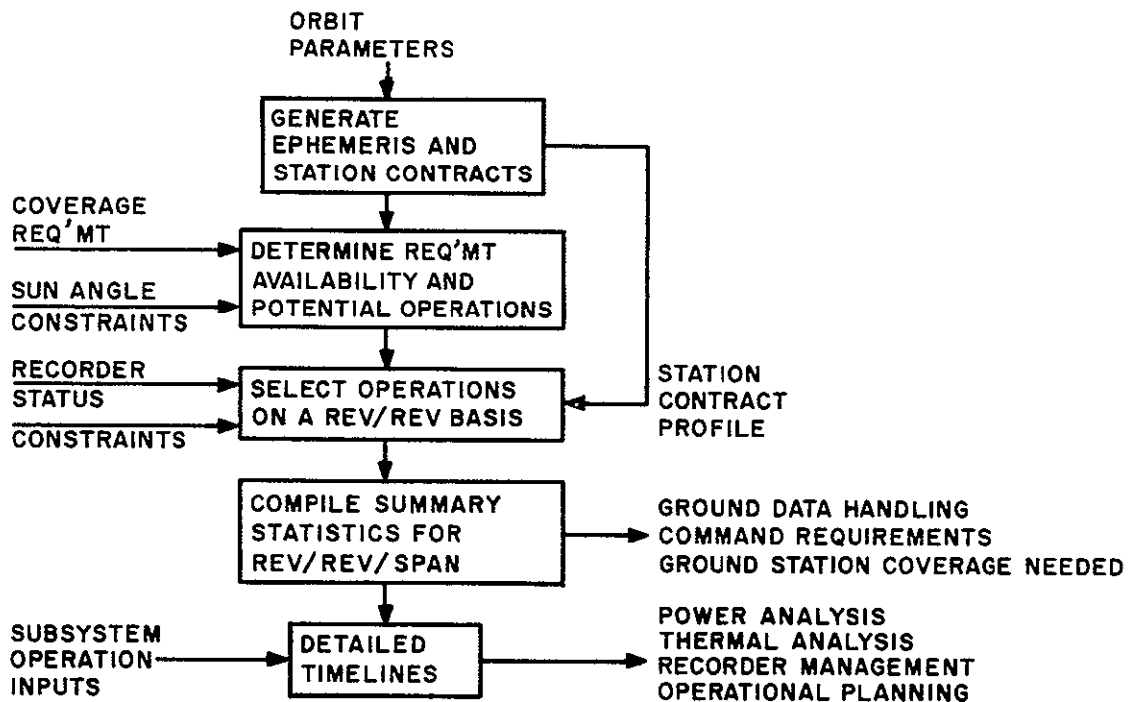 ORBIT
PARAMETERS
GENERATE
EPHEMERIS AND
STATION CONTRACTS
COVERAGE
REQ'MT
SUN ANGLE
CONSTRAINTS
DETERMINE REQ'MT
AVAILABILITY AND
POTENTIAL OPERATIONS
RECORDER
STATUS
CONSTRAINTS
SELECT OPERATIONS
ON A REV/REV BASIS
STATION
CONTRACT
PROFILE
COMPILE SUMMARY
STATISTICS FOR
REV/REV/SPAN
GROUND DATA HANDLING
COMMAND REQUIREMENTS
GROUND STATION COVERAGE NEEDED
SUBSYSTEM
OPERATION
INPUTS
DETAILED
TIMELINES
POWER ANALYSIS
THERMAL ANALYSIS
RECORDER MANAGEMENT
OPERATIONAL PLANNING